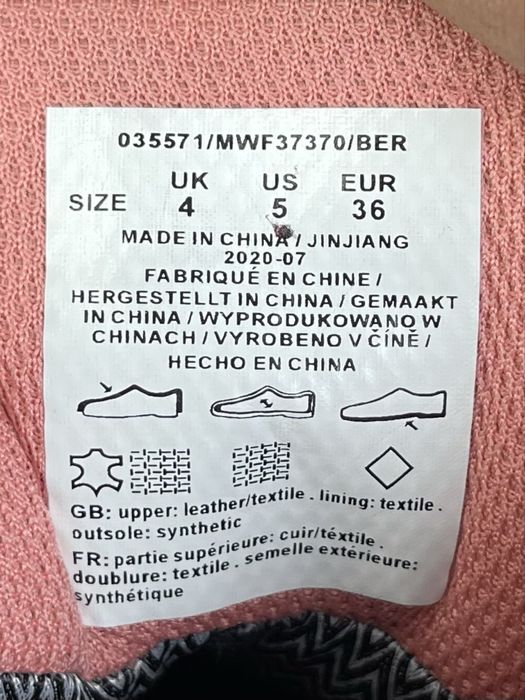 035571/MWF37370/BER
UK US EUR
SIZE 4 5 36
MADE IN CHINA / JINJIANG
2020-07
FABRIQUÉ EN CHINE /
HERGESTELLT IN CHINA / GEMAAKT
IN CHINA / WYPRODUKOWANO W
CHINACH / VYROBENO V ČÍNĚ /
HECHO EN CHINA
GB: upper: leather/textile . lining: textile .
outsole: synthetic
FR: partie supérieure: cuir/téxtile .
doublure: textile . semelle extérieure:
synthétique